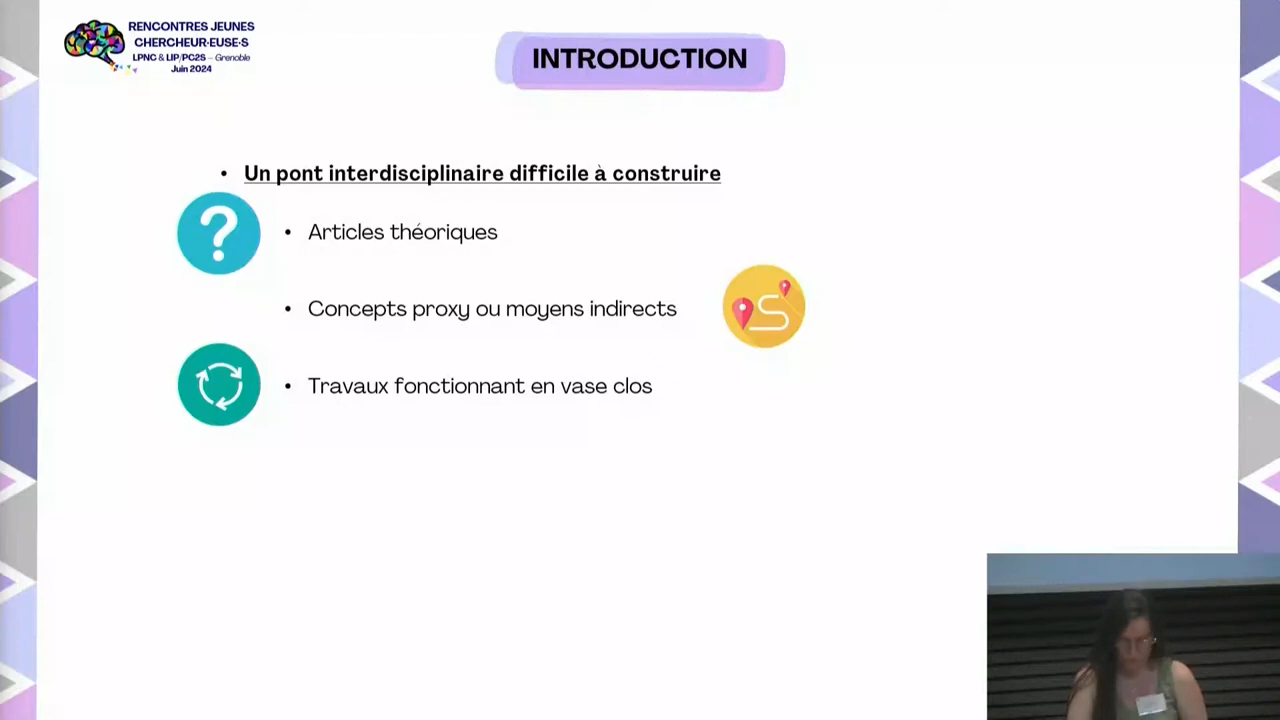 RENCONTRES JEUNES
CHERCHEUR·EUSE·S
LPNC & LIP/PC2S – Grenoble
Juin 2024
INTRODUCTION
• Un pont interdisciplinaire difficile à construire
• Articles théoriques
• Concepts proxy ou moyens indirects
• Travaux fonctionnant en vase clos